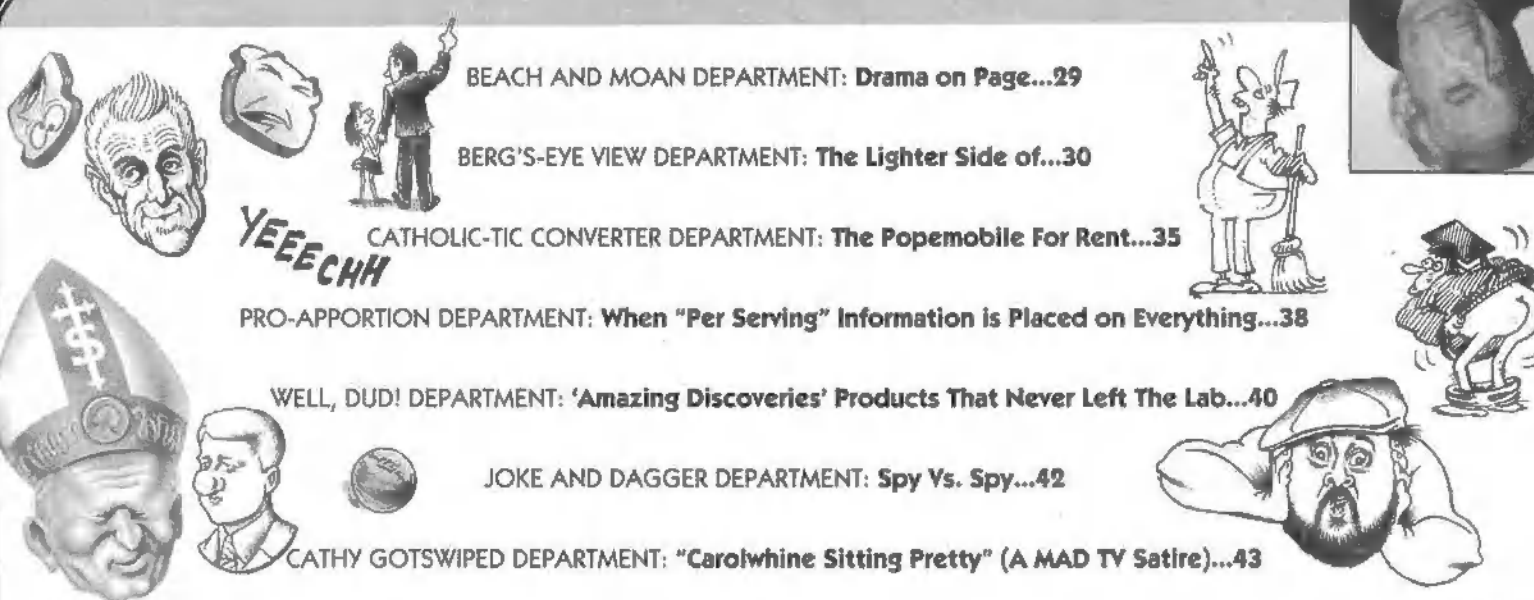 BEACH AND MOAN DEPARTMENT: Drama on Page...29
BERG'S-EYE VIEW DEPARTMENT: The Lighter Side of...30
YEEECHH
CATHOLIC-TIC CONVERTER DEPARTMENT: The Popemobile For Rent...35
PRO-APPORTION DEPARTMENT: When "Per Serving" Information is Placed on Everything...38
WELL, DUD! DEPARTMENT: 'Amazing Discoveries' Products That Never Left The Lab...40
JOKE AND DAGGER DEPARTMENT: Spy Vs. Spy...42
CATHY GOTSWIPED DEPARTMENT: "Carolwhine Sitting Pretty" (A MAD TV Satire)...43